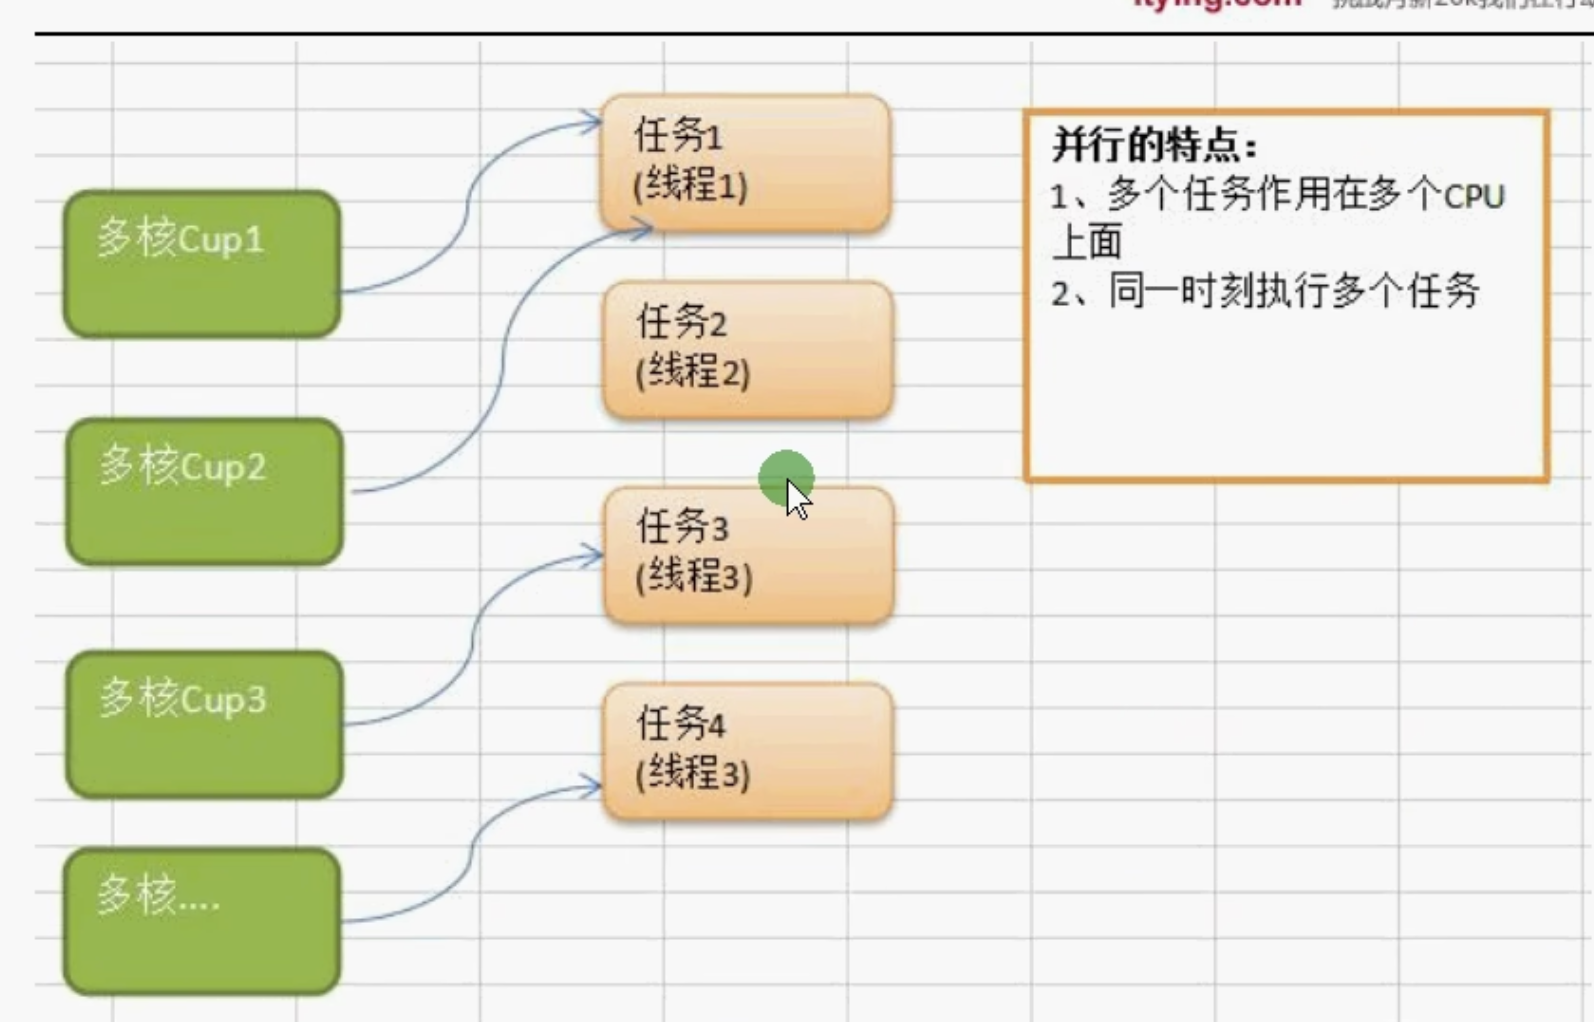 多核Cup1
多核Cup2
多核Cup3
多核....
任务1
(线程1)
任务2
(线程2)
任务3
(线程3)
任务4
(线程3)
并行的特点：
1、多个任务作用在多个CPU
上面
2、同一时刻执行多个任务